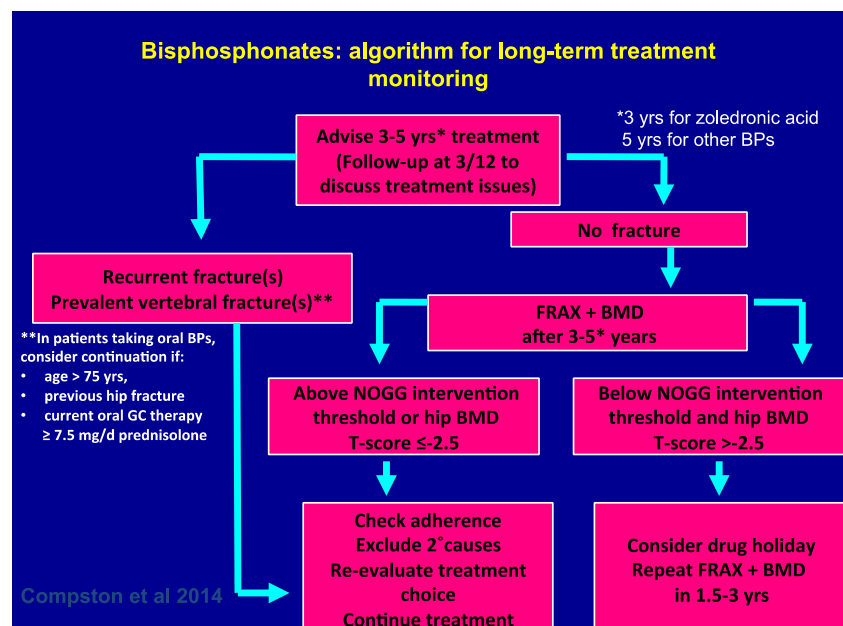 Bisphosphonates: algorithm for long-term treatment
monitoring
*3 yrs for zoledronic acid
5 yrs for other BPs
Advise 3-5 yrs* treatment
(Follow-up at 3/12 to
discuss treatment issues)
No fracture
Recurrent fracture(s)
Prevalent vertebral fracture(s)**
FRAX + BMD
after 3-5* years
**In patients taking oral BPs,
consider continuation if:
• age > 75 yrs,
• previous hip fracture
• current oral GC therapy
≥ 7.5 mg/d prednisolone
Above NOGG intervention
threshold or hip BMD
T-score ≤-2.5
Below NOGG intervention
threshold and hip BMD
T-score >-2.5
Check adherence
Exclude 2˚causes
Re-evaluate treatment
choice
Continue treatment
Consider drug holiday
Repeat FRAX + BMD
in 1.5-3 yrs
Compston et al 2014